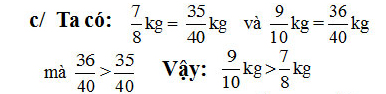 c/ Ta có: 7/8 kg = 35/40 kg và 9/10 kg = 36/40 kg
mà 36/40 > 35/40 Vậy: 9/10 kg > 7/8 kg